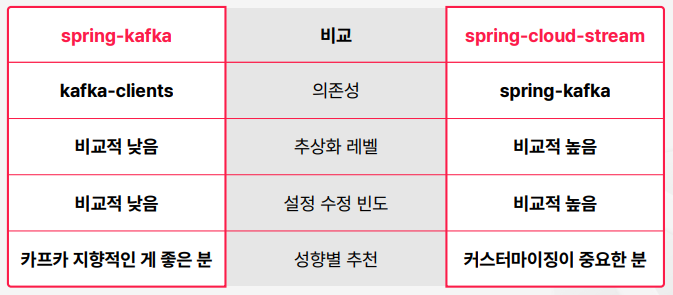 spring-kafka 비교 spring-cloud-stream
kafka-clients 의존성 spring-kafka
비교적 낮음 추상화 레벨 비교적 높음
비교적 낮음 설정 수정 빈도 비교적 높음
카프카 지향적인 게 좋은 분 성향별 추천 커스터마이징이 중요한 분